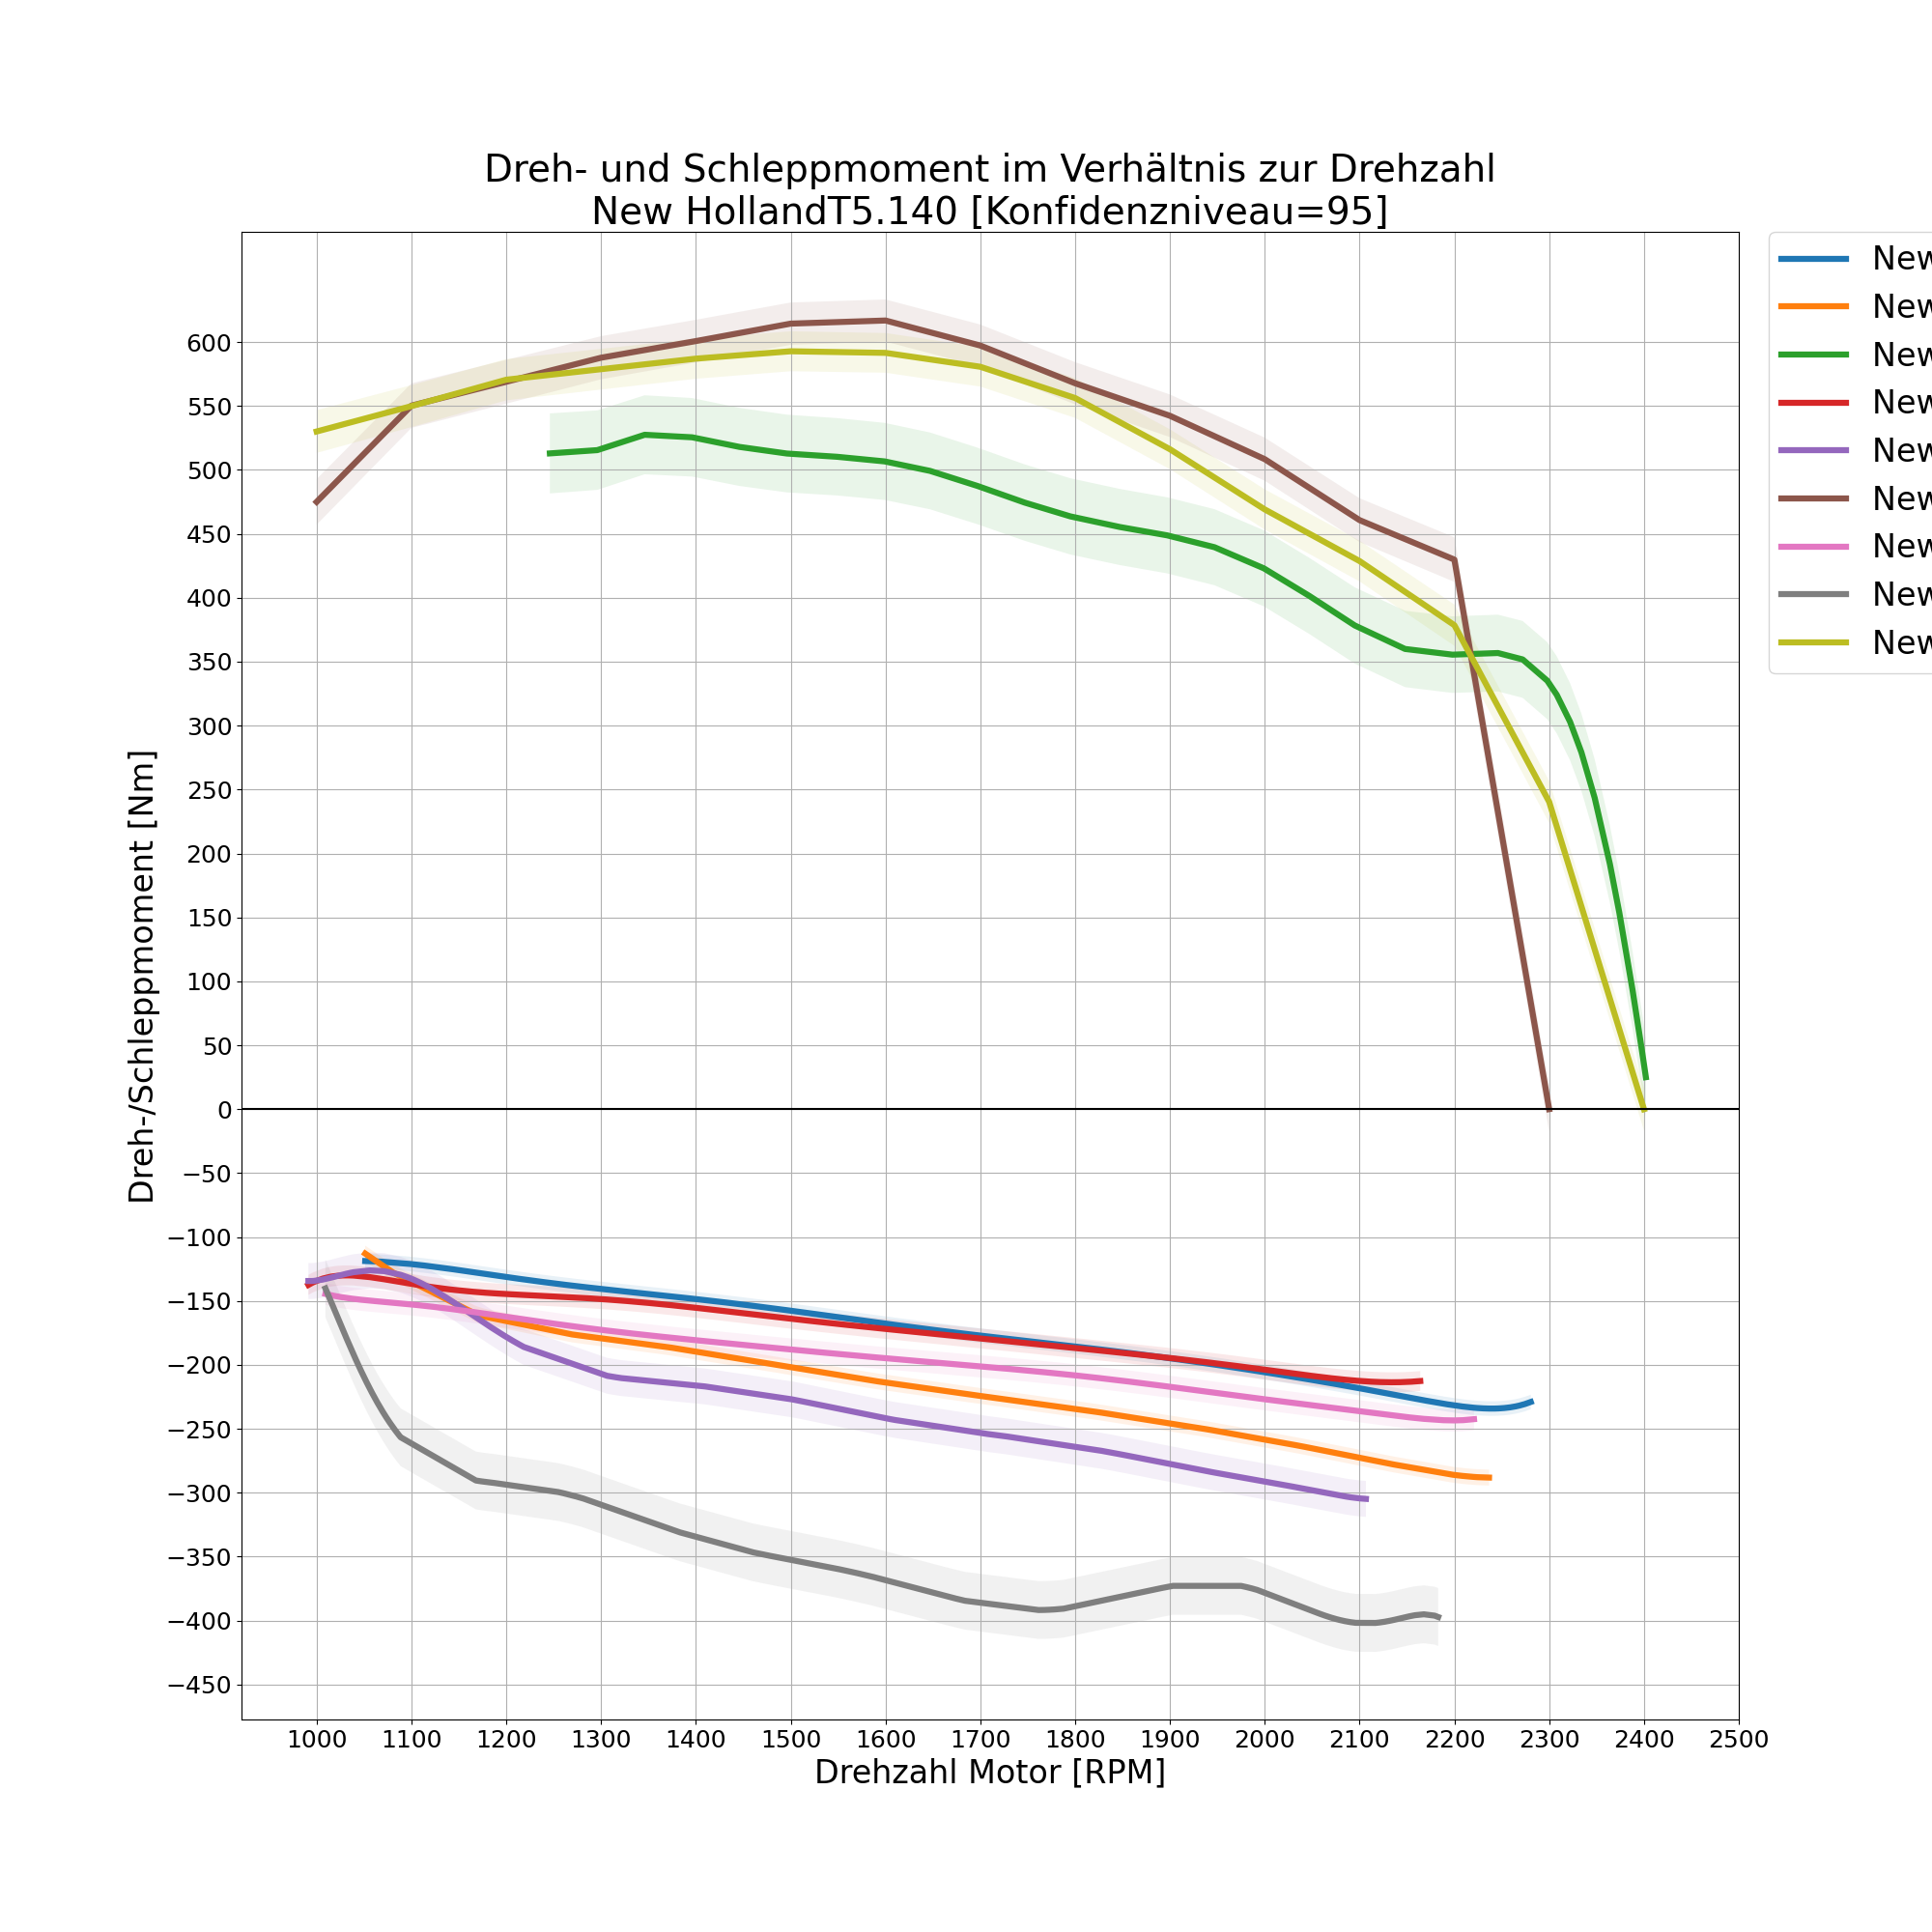 Dreh- und Schleppmoment im Verhältnis zur Drehzahl
New HollandT5.140 [Konfidenzniveau=95]
New
New
New
New
New
New
New
New
New
Dreh-/Schleppmoment [Nm]
600
550
500
450
400
350
300
250
200
150
100
50
0
−50
−100
−150
−200
−250
−300
−350
−400
−450
1000 1100 1200 1300 1400 1500 1600 1700 1800 1900 2000 2100 2200 2300 2400 2500
Drehzahl Motor [RPM]